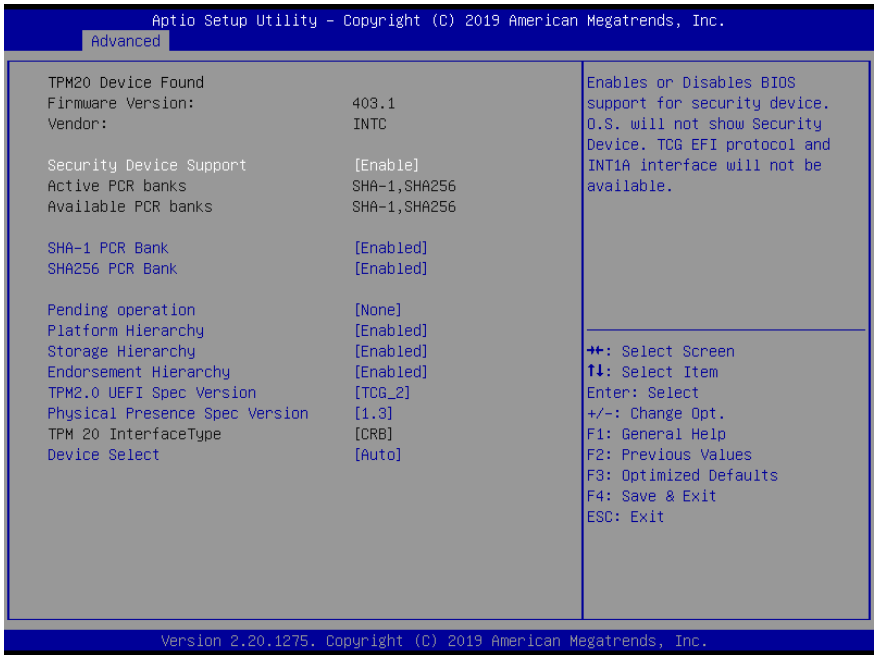 Aptio Setup Utility – Copyright (C) 2019 American Megatrends, Inc.
Advanced
TPM20 Device Found
Firmware Version: 403.1
Vendor: INTC
Security Device Support [Enable]
Active PCR banks SHA-1,SHA256
Available PCR banks SHA-1,SHA256
SHA-1 PCR Bank [Enabled]
SHA256 PCR Bank [Enabled]
Pending operation [None]
Platform Hierarchy [Enabled]
Storage Hierarchy [Enabled]
Endorsement Hierarchy [Enabled]
TPM2.0 UEFI Spec Version [TCG_2]
Physical Presence Spec Version [1.3]
TPM 20 InterfaceType [CRB]
Device Select [Auto]
Enables or Disables BIOS
support for security device.
O.S. will not show Security
Device. TCG EFI protocol and
INT1A interface will not be
available.
→←: Select Screen
↑↓: Select Item
Enter: Select
+/-: Change Opt.
F1: General Help
F2: Previous Values
F3: Optimized Defaults
F4: Save & Exit
ESC: Exit
Version 2.20.1275. Copyright (C) 2019 American Megatrends, Inc.